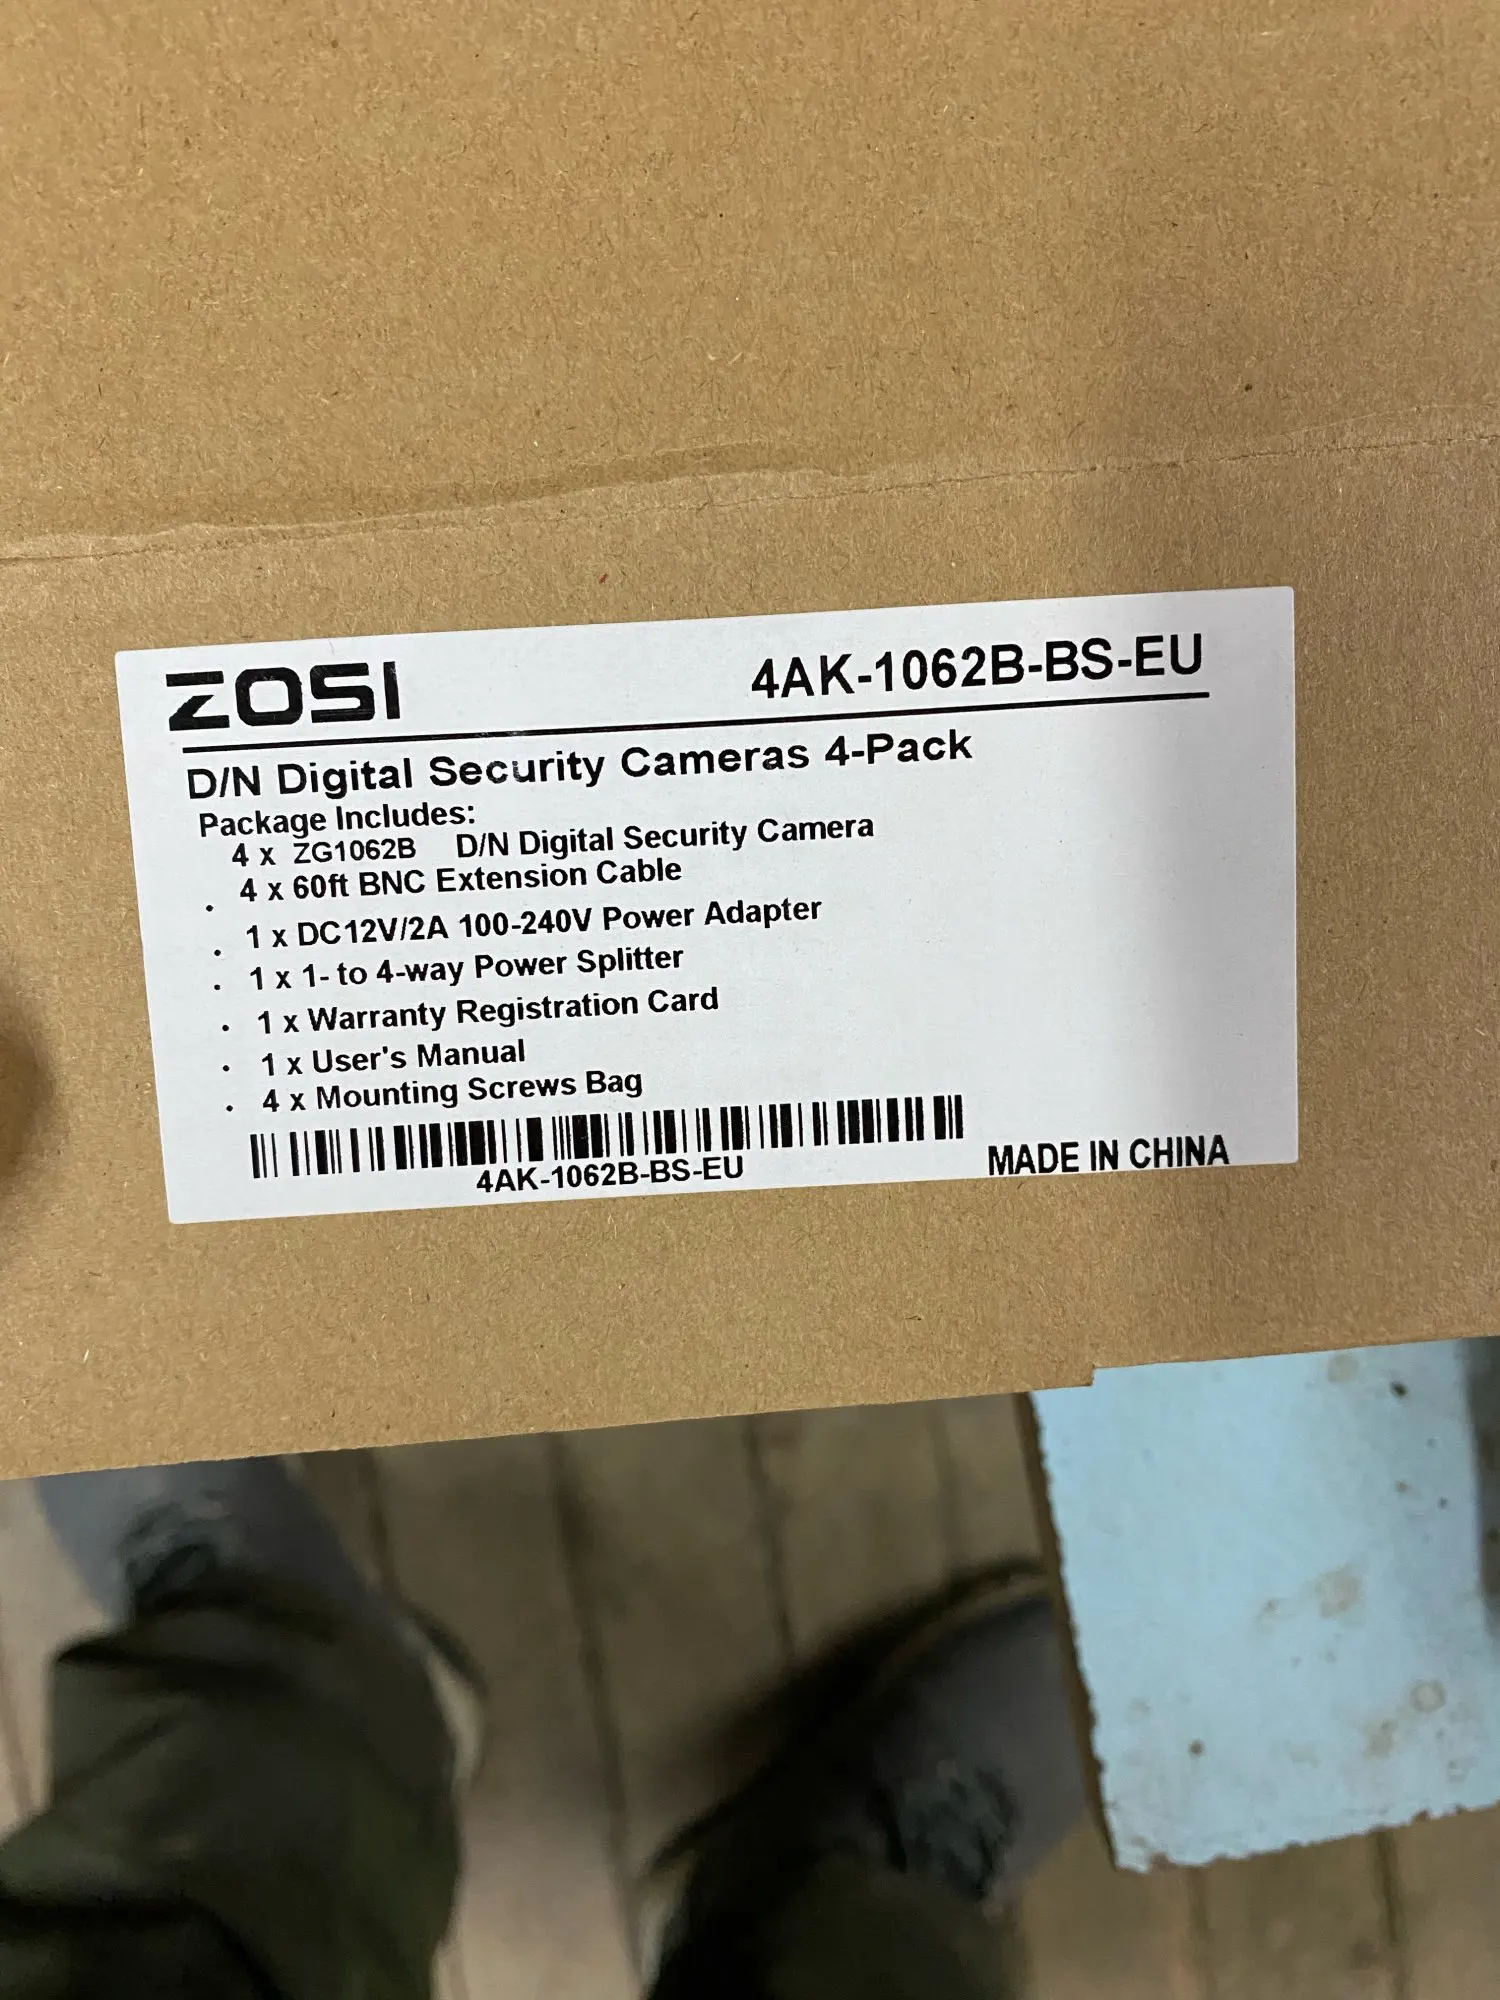 ZOSI 4AK-1062B-BS-EU
D/N Digital Security Cameras 4-Pack
Package Includes:
4 x ZG1062B D/N Digital Security Camera
. 4 x 60ft BNC Extension Cable
. 1 x DC12V/2A 100-240V Power Adapter
. 1 x 1- to 4-way Power Splitter
. 1 x Warranty Registration Card
. 1 x User's Manual
. 4 x Mounting Screws Bag
4AK-1062B-BS-EU
MADE IN CHINA